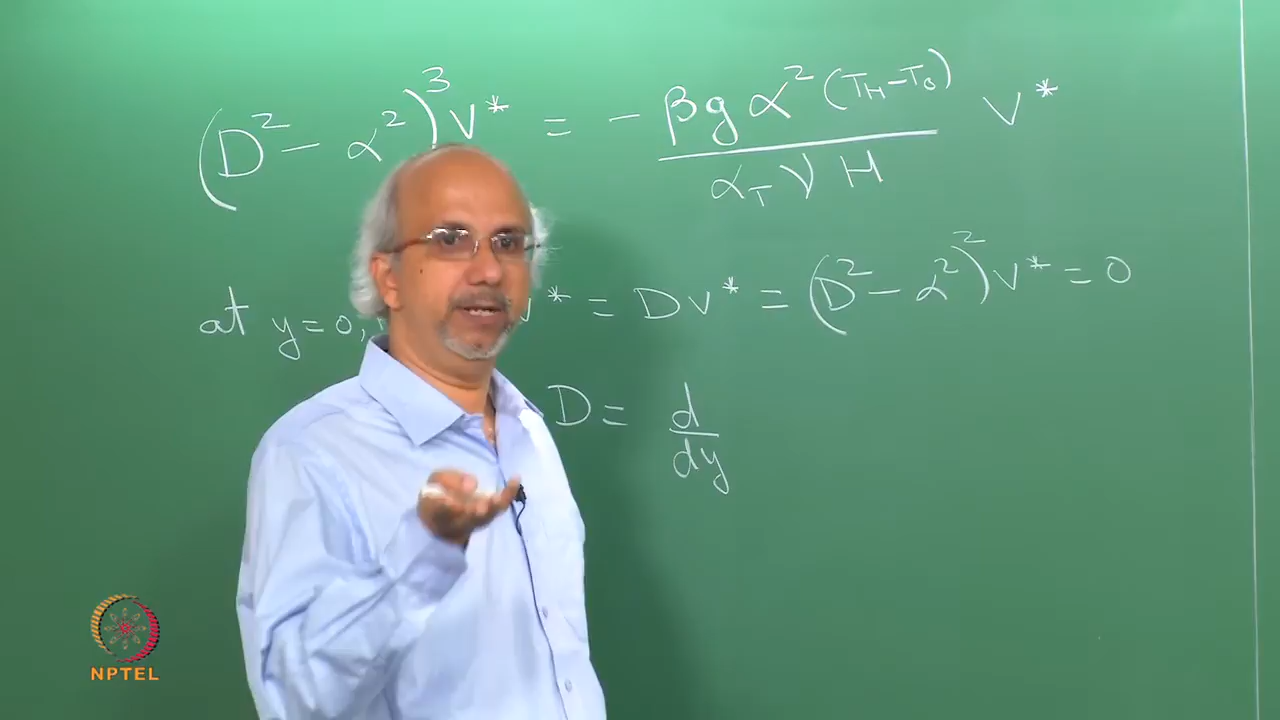 (D² − α²)³ v* = − βgα²(T_H−T_0) / α_T ν H v*
at y=0, v* = Dv* = (D² − α²)² v* = 0
D = d/dy
NPTEL